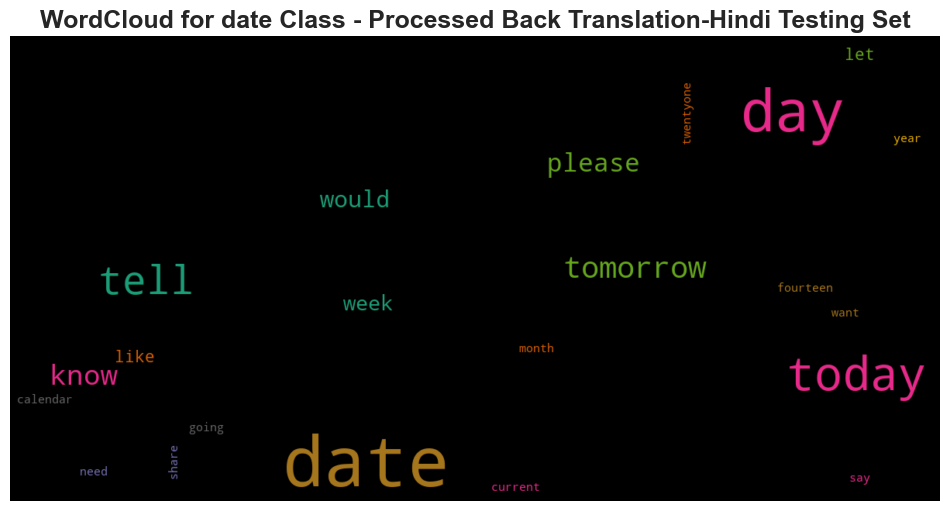 WordCloud for date Class - Processed Back Translation-Hindi Testing Set
let
day
twentyone
year
please
would
tell
tomorrow
week
fourteen
want
month
like
know
today
calendar
going
date
need
share
current
say